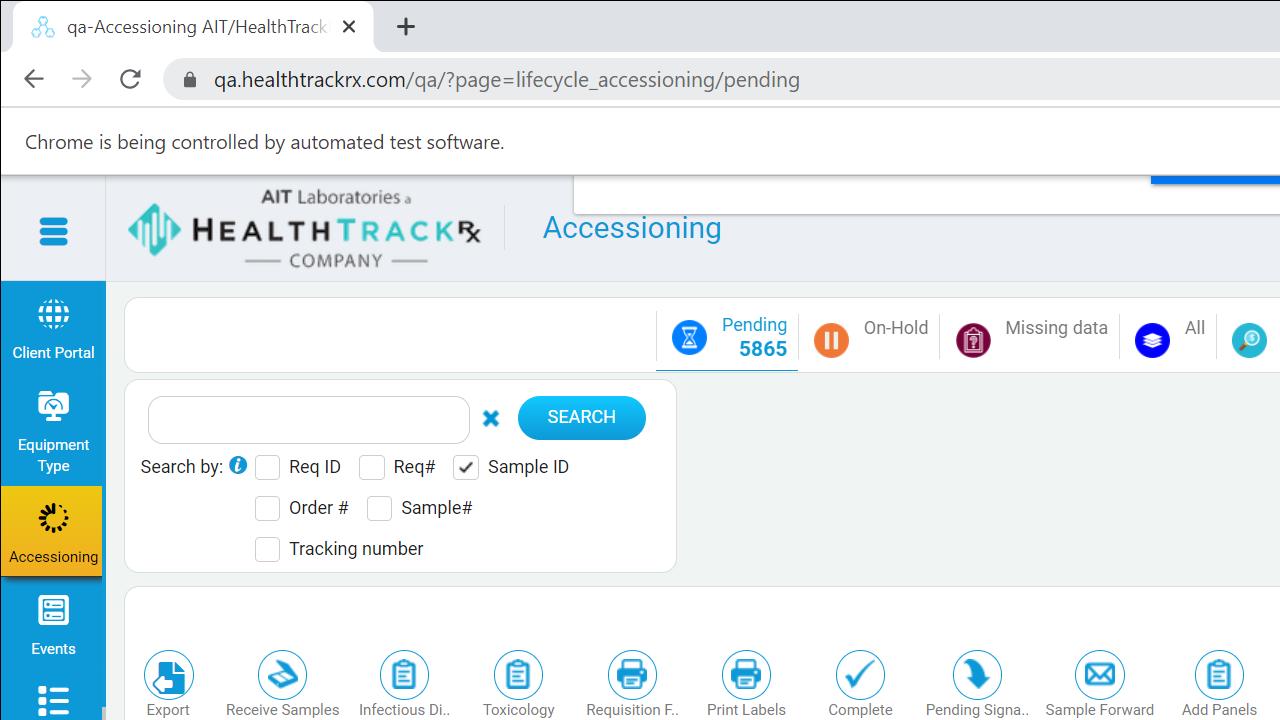 qa-Accessioning AIT/HealthTrack
qa.healthtrackrx.com/qa/?page=lifecycle_accessioning/pending
Chrome is being controlled by automated test software.
AIT Laboratories a
HEALTHTRACKRx
COMPANY
Accessioning
Client Portal
Equipment
Type
Accessioning
Events
Pending
5865
On-Hold
Missing data
All
SEARCH
Search by: i Req ID Req# Sample ID
Order # Sample#
Tracking number
Export Receive Samples Infectious Di.. Toxicology Requisition F.. Print Labels Complete Pending Signa.. Sample Forward Add Panels